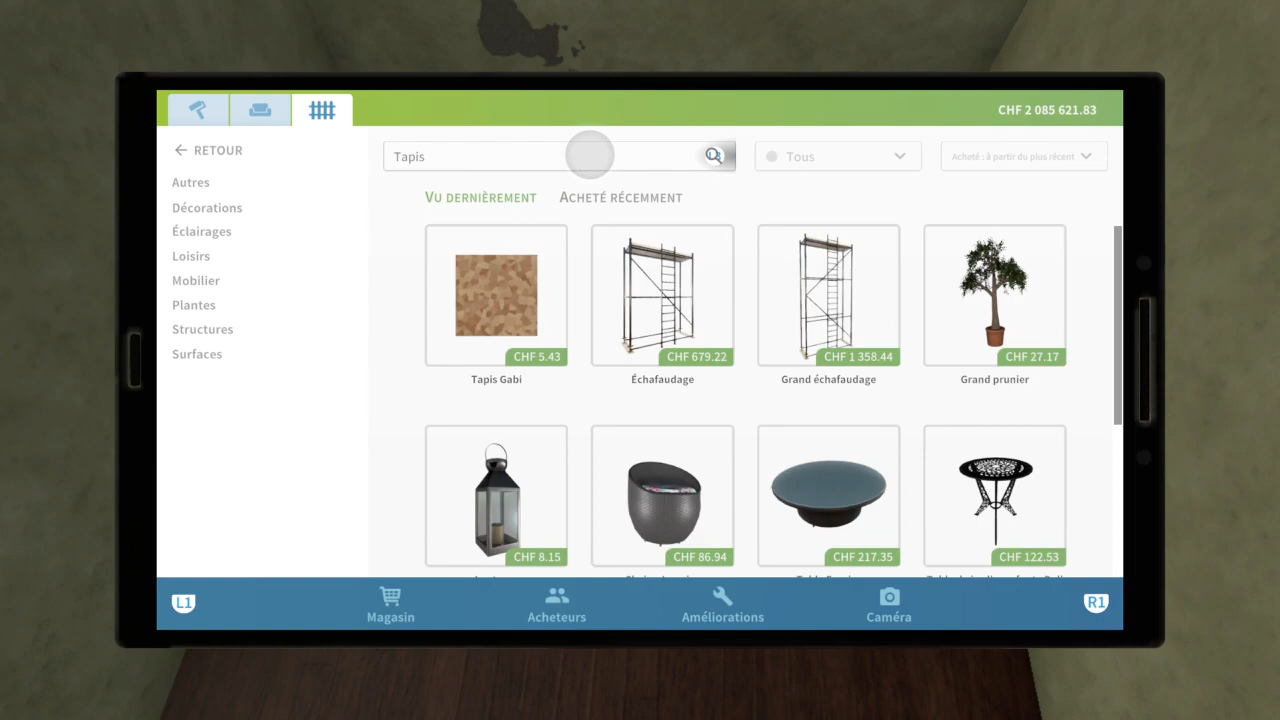 CHF 2 085 621.83
RETOUR
Autres
Décorations
Éclairages
Loisirs
Mobilier
Plantes
Structures
Surfaces
Tapis
Tous
Acheté : à partir du plus récent
VU DERNIÈREMENT
ACHETÉ RÉCEMMENT
CHF 5.43
CHF 679.22
CHF 1 358.44
CHF 27.17
Tapis Gabi
Échafaudage
Grand échafaudage
Grand prunier
CHF 8.15
CHF 86.94
CHF 217.35
CHF 122.53
L1
Magasin
Acheteurs
Améliorations
Caméra
R1